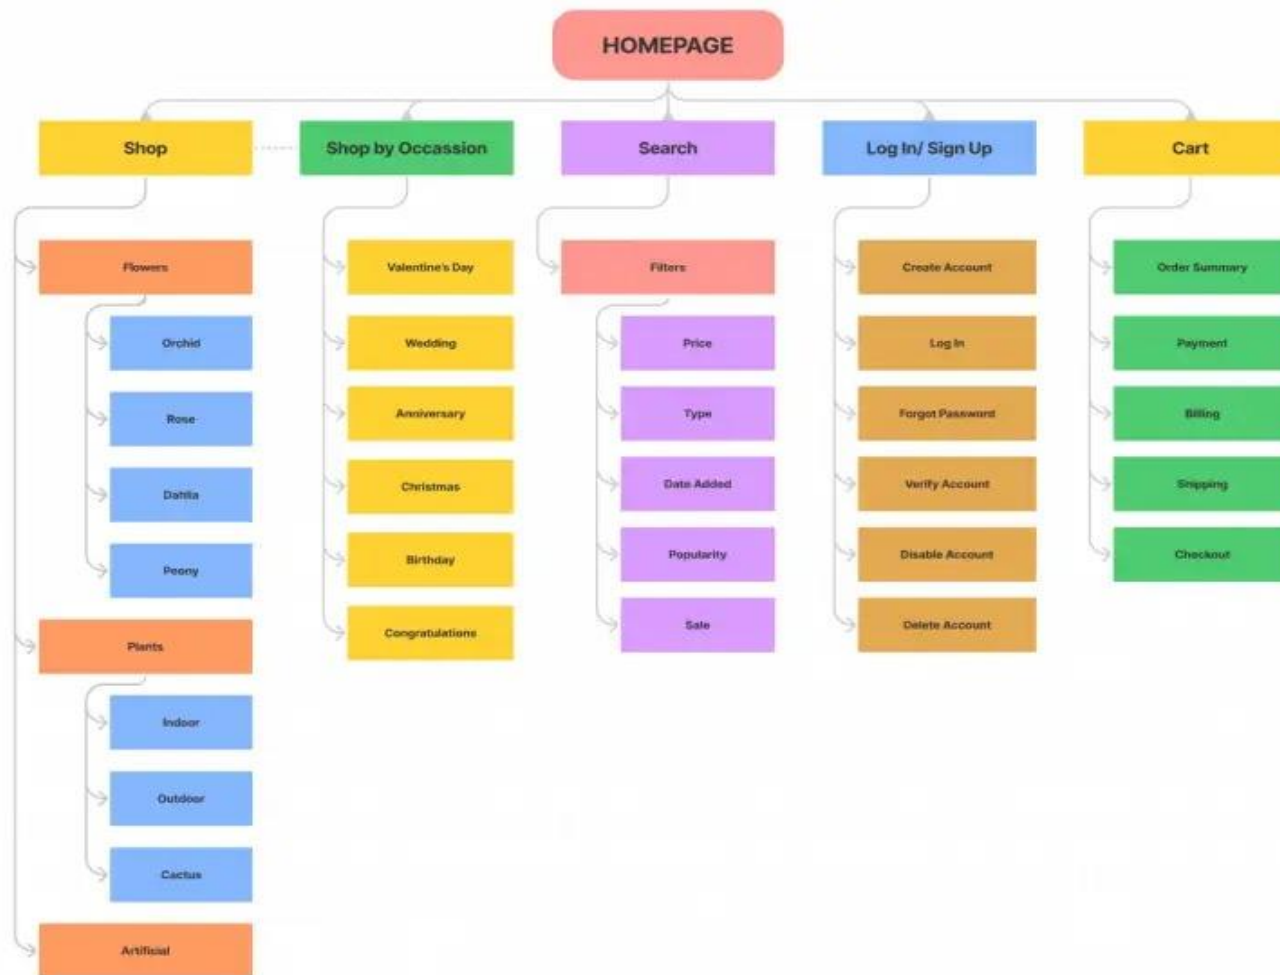 HOMEPAGE
Shop
Shop by Occassion
Search
Log In/ Sign Up
Cart
Flowers
Orchid
Rose
Dahlia
Peony
Plants
Indoor
Outdoor
Cactus
Artificial
Valentine's Day
Wedding
Anniversary
Christmas
Birthday
Congratulations
Filters
Price
Type
Date Added
Popularity
Sale
Create Account
Log In
Forgot Password
Verify Account
Disable Account
Delete Account
Order Summary
Payment
Billing
Shipping
Checkout